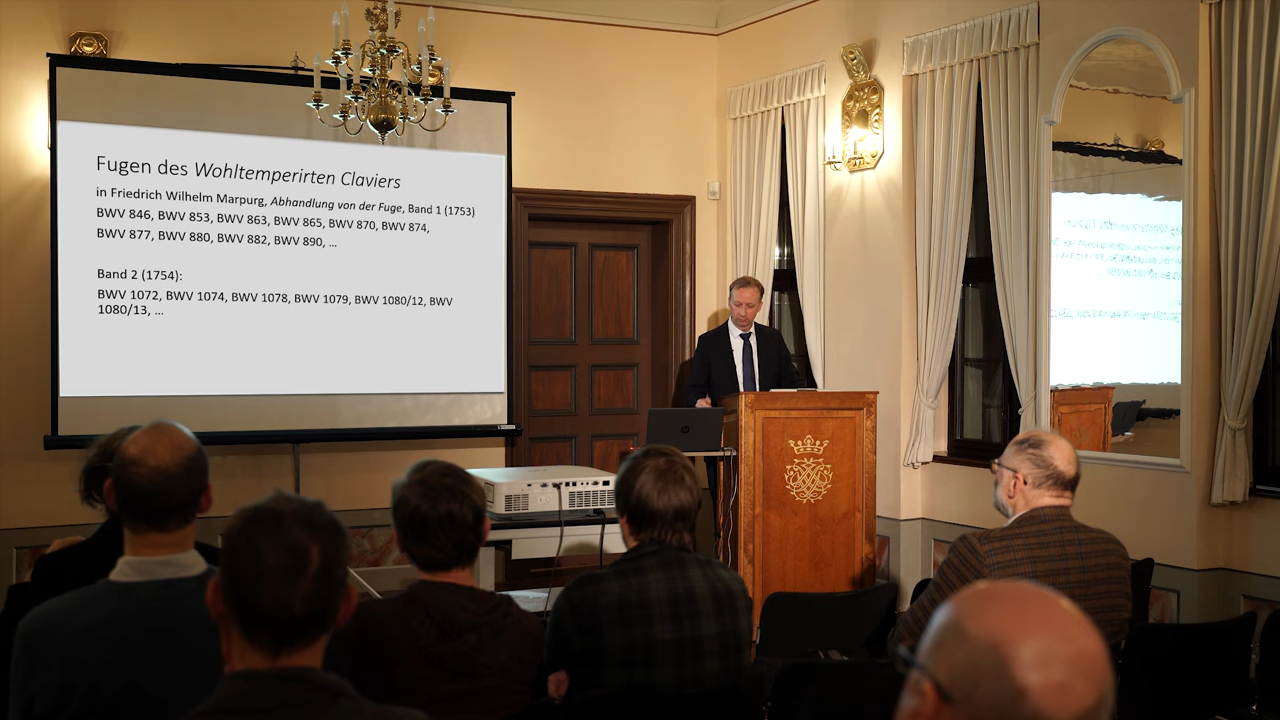 Fugen des Wohltemperirten Claviers
in Friedrich Wilhelm Marpurg, Abhandlung von der Fuge, Band 1 (1753)
BWV 846, BWV 853, BWV 863, BWV 865, BWV 870, BWV 874,
BWV 877, BWV 880, BWV 882, BWV 890, ...
Band 2 (1754):
BWV 1072, BWV 1074, BWV 1078, BWV 1079, BWV 1080/12, BWV
1080/13, ...
hp